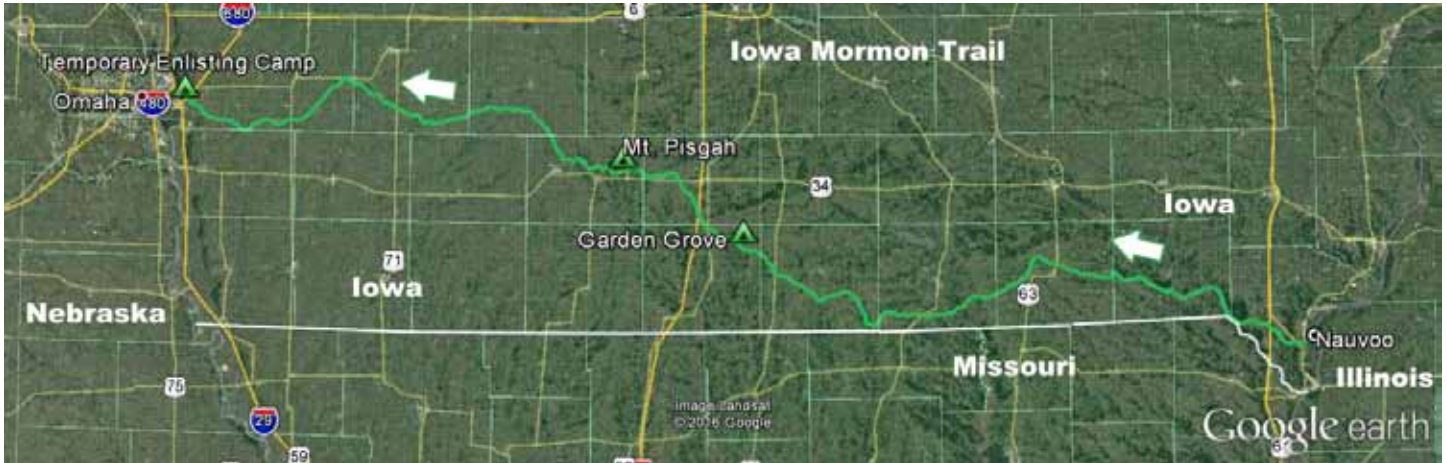 680
6
Iowa Mormon Trail
Temporary Enlisting Camp
Omaha
480
Mt. Pisgah
34
Iowa
Garden Grove
71
Iowa
63
Nebraska
Nauvoo
Missouri
Illinois
75
Image Landsat
© 2016 Google
29
Google earth
59